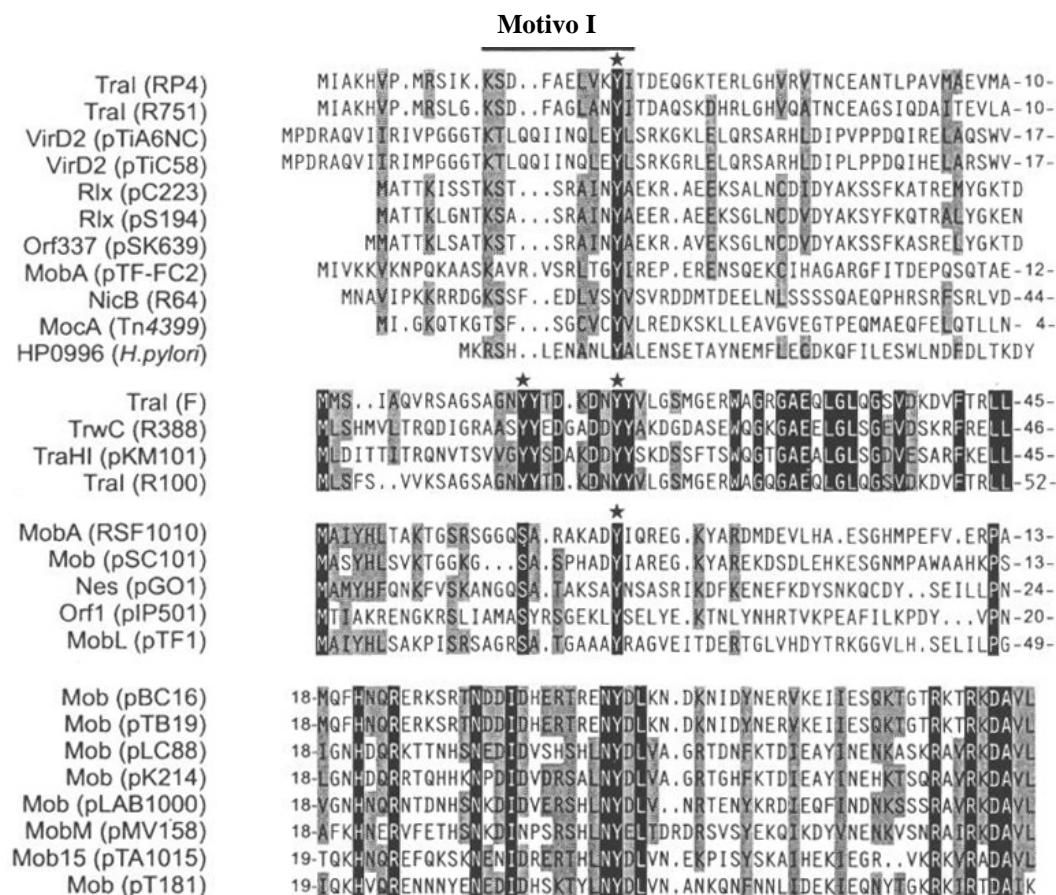 Motivo I
★
TraI (RP4) MIAKHVP.MRSIK.KSD..FAELVKYITDEQGKTERLGHVRVTNCEANTLPAVMAEVMA-10-
TraI (R751) MIAKHVP.MRSLG.KSD..FAGLANYITDAQSKDHRLGHVQATNCEAGSIQDAITEVLA-10-
VirD2 (pTiA6NC) MPDRAQVIIRIVPGGGTKTLQQIINQLEYLSRKGKLELQRSARHLDIPVPPDQIRELAQSWV-17-
VirD2 (pTiC58) MPDRAQVIIRIMPGGGTKTLQQIINQLEYLSRKGRLELQRSARHLDIPLPPDQIHELARSWV-17-
Rlx (pC223) MATTKISSTKST...SRAINYAEKR.AEEKSALNCDIDYAKSSFKATREMYGKTD
Rlx (pS194) MATTKLGNTKSA...SRAINYAEER.AEEKSGLNCDVDYAKSYFKQTRALYGKEN
Orf337 (pSK639) MMATTKLSATKST...SRAINYAEKR.AVEKSGLNCDVDYAKSSFKASRELYGKTD
MobA (pTF-FC2) MIVKKVKNPQKAASKAVR.VSRLTGYIREP.ERENSQEKCIHAGARGFITDEPQSQTAE-12-
NicB (R64) MNAVIPKKRRDGKSSF..EDLVSYVSVRDDMTDEELNLSSSSQAEQPHRSRFSRLVD-44-
MocA (Tn4399) MI.GKQTKGTSF...SGCVCYVLREDKSKLLEAVGVEGTPEQMAEQFELQTLLN- 4-
HP0996 (H.pylori) MKRSH..LENANLYALENSETAYNEMFLECDKQFILESWLNDFDLTKDY
★ ★
TraI (F) MMS..IAQVRSAGSAGNYYTD.KDNYYVLGSMGERWAGRGAEQLGLQGSVDKDVFTRLL-45-
TrwC (R388) MLSHMVLTRQDIGRAASYYEDGADDYYAKDGDASEWQGKGAEELGLSGEVDSKRFRELL-46-
TraHI (pKM101) MLDITTITRQNVTSVVGYYSDAKDDYYSKDSSFTSWQGTGAEALGLSGDVESARFKELL-45-
TraI (R100) MLSFS..VVKSAGSAGNYYTD.KDNYYVLGSMGERWAGQGAEQLGLQGSVDKDVFTRLL-52-
★
MobA (RSF1010) MAIYHLTAKTGSRSGGQSA.RAKADYIQREG.KYARDMDEVLHA.ESGHMPEFV.ERPA-13-
Mob (pSC101) MASYHLSVKTGGKG...SA.SPHADYIAREG.KYAREKDSDLEHKESGNMPAWAAHKPS-13-
Nes (pGO1) MAMYHFQNKFVSKANGQSA.TAKSAYNSASRIKDFKENEFKDYSNKQCDY..SEILLPN-24-
Orf1 (pIP501) MTIAKRENGKRSLIAMASYRSGEKLYSELYE.KTNLYNHRTVKPEAFILKPDY...VPN-20-
MobL (pTF1) MAIYHLSAKPISRSAGRSA.TGAAAYRAGVEITDERTGLVHDYTRKGGVLH.SELILPG-49-
Mob (pBC16) 18-MQFHNQRERKSRTNDDIDHERTRENYDLKN.DKNIDYNERVKEIIESQKTGTRKTRKDAVL
Mob (pTB19) 18-MQFHNQRERKSRTNDDIDHERTRENYDLKN.DKNIDYNERVKEIIESQKTGTRKTRKDAVL
Mob (pLC88) 18-IGNHDQRKTTNHSNEDIDVSHSHLNYDLVA.GRTDNFKTDIEAYINENKASKRAVRKDAVL
Mob (pK214) 18-LGNHDQRRTQHHKNPDIDVDRSALNYDLVA.GRTGHFKTDIEAYINEHKTSQRAVRKDAVL
Mob (pLAB1000) 18-VGNHNQRNTDNHSNKDIDVERSHLNYDLV..NRTENYKRDIEQFINDNKSSSRAVRKDAVL
MobM (pMV158) 18-AFKHNERVFETHSNKDINPSRSHLNYELTDRDRSVSYEKQIKDYVNENKVSNRAIRKDAVL
Mob15 (pTA1015) 19-TQKHNQREFQKSKNENIDRERTHLNYDLVN.EKPISYSKAIHEKIEGR..VKRKVRADAVL
Mob (pT181) 19-IQKHVQRENNNYENEDIDHSKTYLNYDLVN.ANKQNFNNLIDEKIEQNYTGKRKIRTDATK